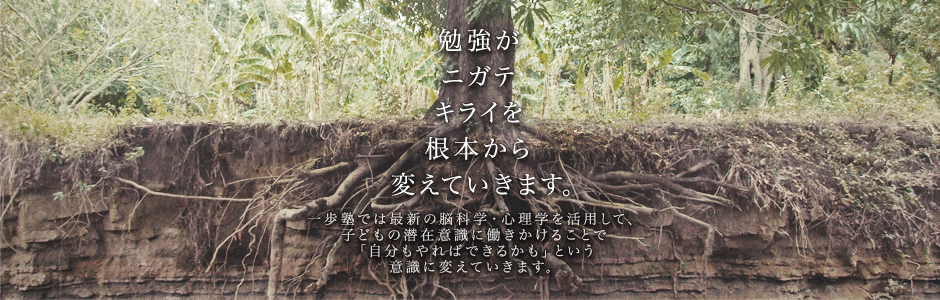 勉強が
ニガテ
キライを
根本から
変えていきます。
一歩塾では最新の脳科学・心理学を活用して、
子どもの潜在意識に働きかけることで
「自分もやればできるかも」という
意識に変えていきます。